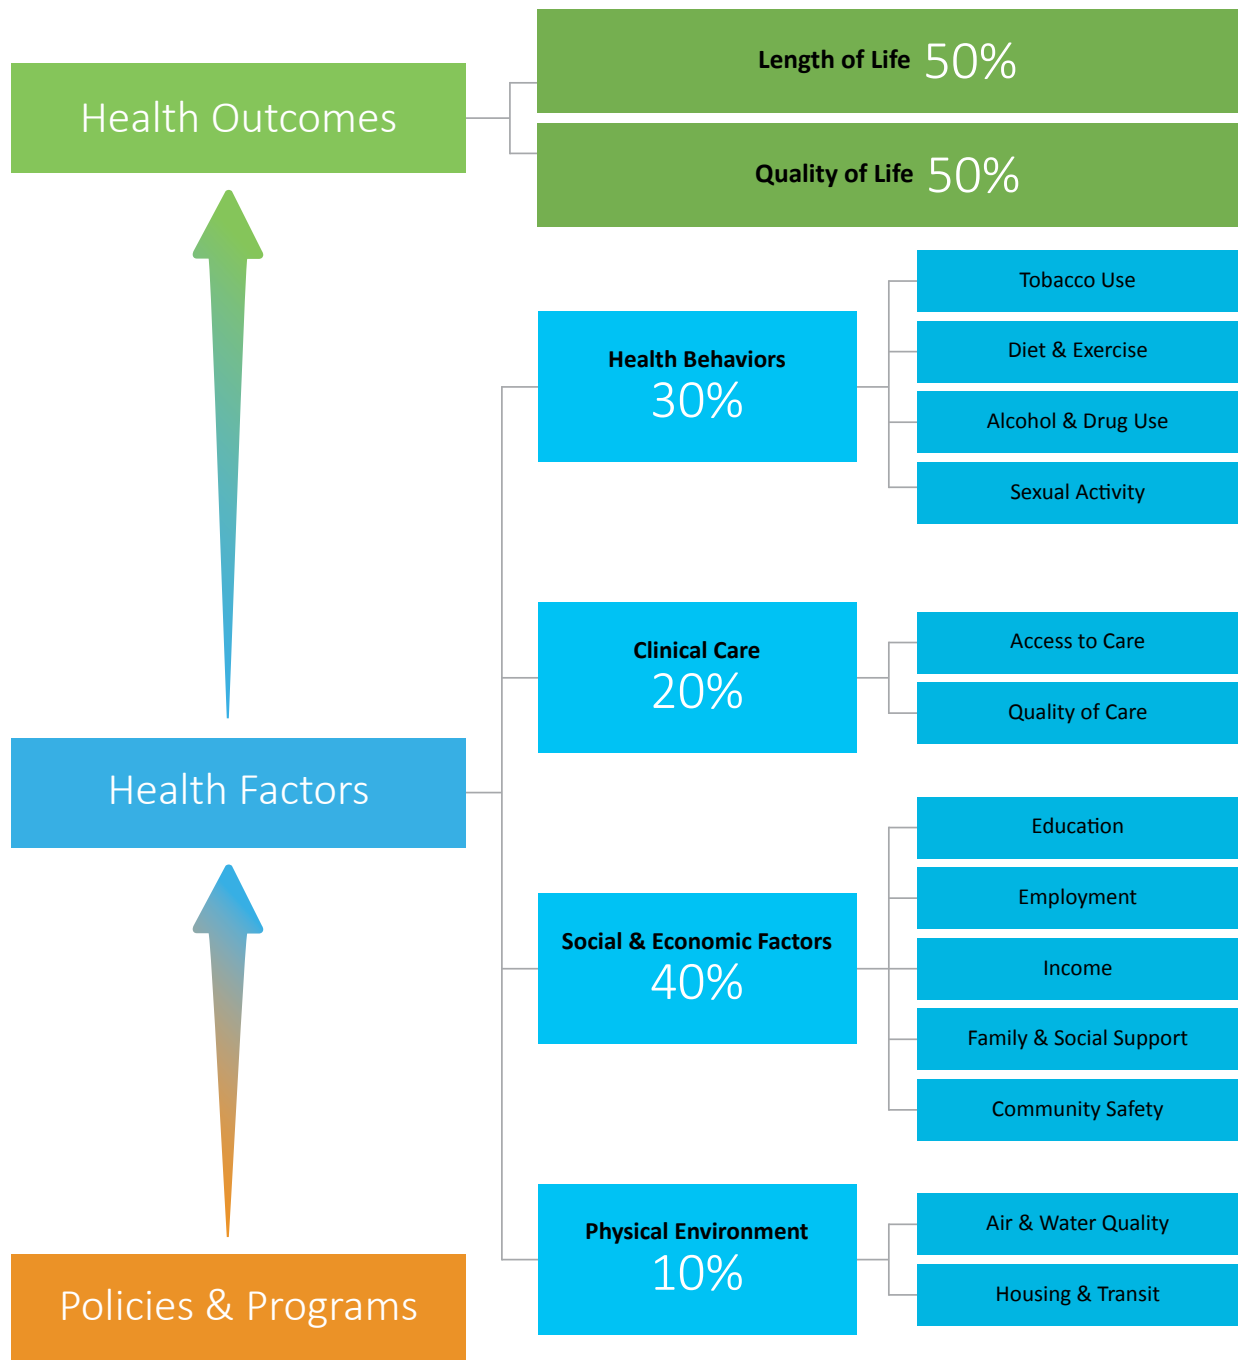 Health Outcomes
Length of Life 50%
Quality of Life 50%
Health Factors
Health Behaviors
30%
Tobacco Use
Diet & Exercise
Alcohol & Drug Use
Sexual Activity
Clinical Care
20%
Access to Care
Quality of Care
Social & Economic Factors
40%
Education
Employment
Income
Family & Social Support
Community Safety
Physical Environment
10%
Air & Water Quality
Housing & Transit
Policies & Programs